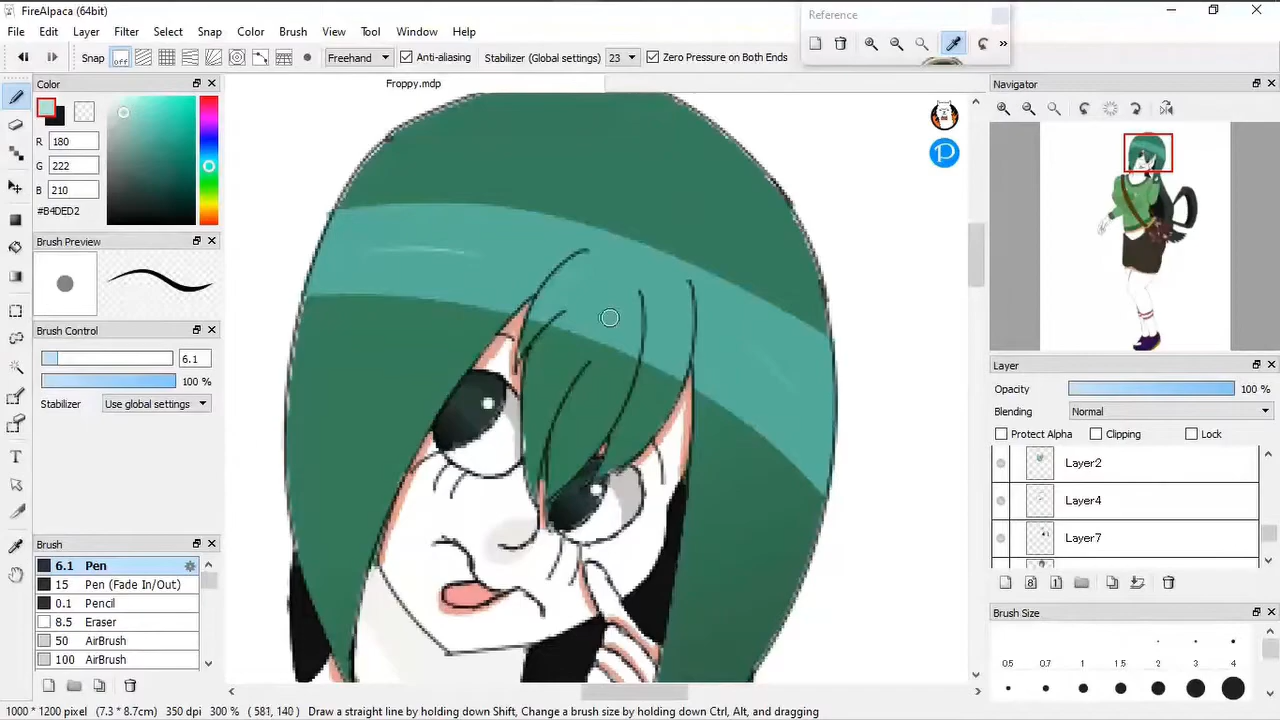 FireAlpaca (64bit)
Reference
File Edit Layer Filter Select Snap Color Brush View Tool Window Help
Snap off Freehand Anti-aliasing Stabilizer (Global settings) 23 Zero Pressure on Both Ends
Color
Froppy.mdp
Navigator
R 180
G 222
B 210
#B4DED2
Brush Preview
Brush Control
6.1
100 %
Stabilizer Use global settings
Layer
Opacity 100 %
Blending Normal
Protect Alpha Clipping Lock
Layer2
Layer4
Layer7
Brush
6.1 Pen
15 Pen (Fade In/Out)
0.1 Pencil
8.5 Eraser
50 AirBrush
100 AirBrush
Brush Size
0.5 0.7 1 1.5 2 3 4
1000 * 1200 pixel (7.3 * 8.7cm) 350 dpi 300 % ( 581, 140 ) Draw a straight line by holding down Shift, Change a brush size by holding down Ctrl, Alt, and dragging